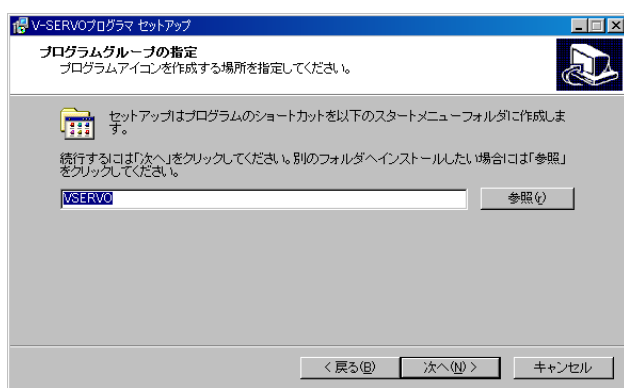 V-SERVOプログラマ セットアップ
プログラムグループの指定
プログラムアイコンを作成する場所を指定してください。
セットアップはプログラムのショートカットを以下のスタートメニューフォルダに作成しま
す。
続行するには「次へ」をクリックしてください。別のフォルダへインストールしたい場合には「参照」
をクリックしてください。
VSERVO
参照(r)
< 戻る(B)
次へ(N) >
キャンセル